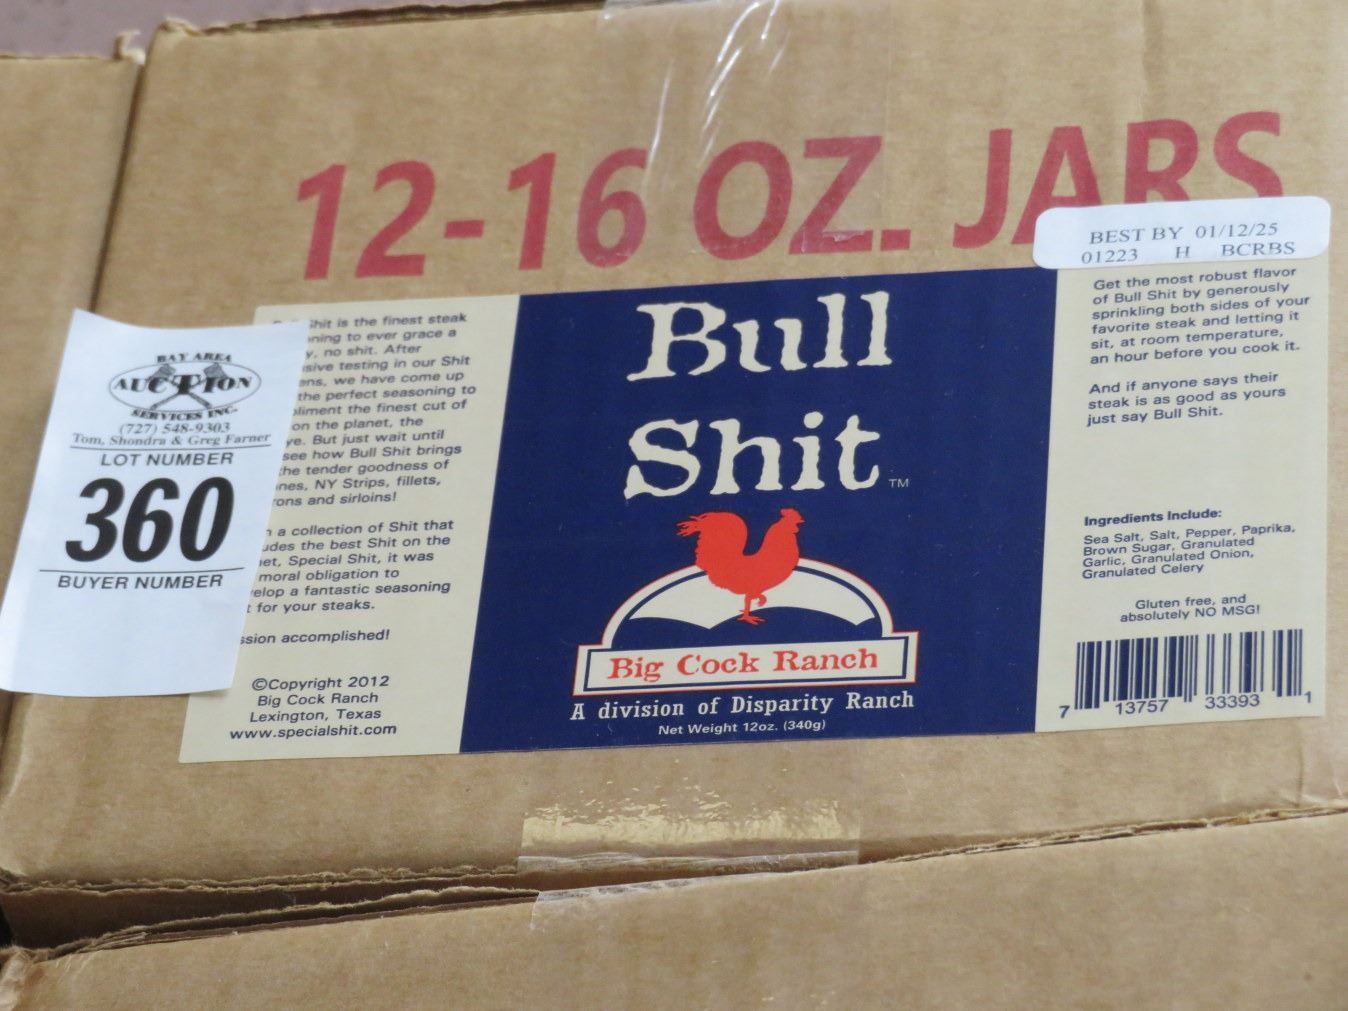 12-16 OZ. JARS
BEST BY 01/12/25
01223 H BCRBS
BAY AREA
AUCTION
SERVICES INC.
(727) 548-9303
Tom, Shondra & Greg Farner
LOT NUMBER
360
BUYER NUMBER
hit is the finest steak
ning to ever grace a
y, no shit. After
sive testing in our Shit
ens, we have come up
the perfect seasoning to
liment the finest cut of
on the planet, the
ye. But just wait until
see how Bull Shit brings
he tender goodness of
nes, NY Strips, fillets,
rons and sirloins!
a collection of Shit that
udes the best Shit on the
et, Special Shit, it was
moral obligation to
elop a fantastic seasoning
t for your steaks.
ssion accomplished!
©Copyright 2012
Big Cock Ranch
Lexington, Texas
www.specialshit.com
Bull
Shit™
Big Cock Ranch
A division of Disparity Ranch
Net Weight 12oz. (340g)
Get the most robust flavor
of Bull Shit by generously
sprinkling both sides of your
favorite steak and letting it
sit, at room temperature,
an hour before you cook it.
And if anyone says their
steak is as good as yours
just say Bull Shit.
Ingredients Include:
Sea Salt, Salt, Pepper, Paprika,
Brown Sugar, Granulated
Garlic, Granulated Onion,
Granulated Celery
Gluten free, and
absolutely NO MSG!
7 13757 33393 1